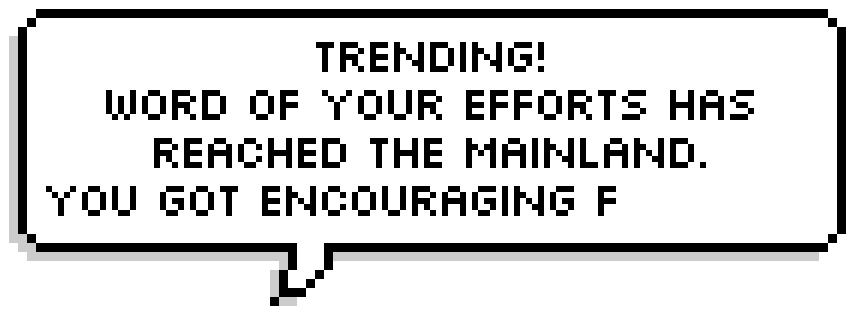 TRENDING!
WORD OF YOUR EFFORTS HAS
REACHED THE MAINLAND.
YOU GOT ENCOURAGING F